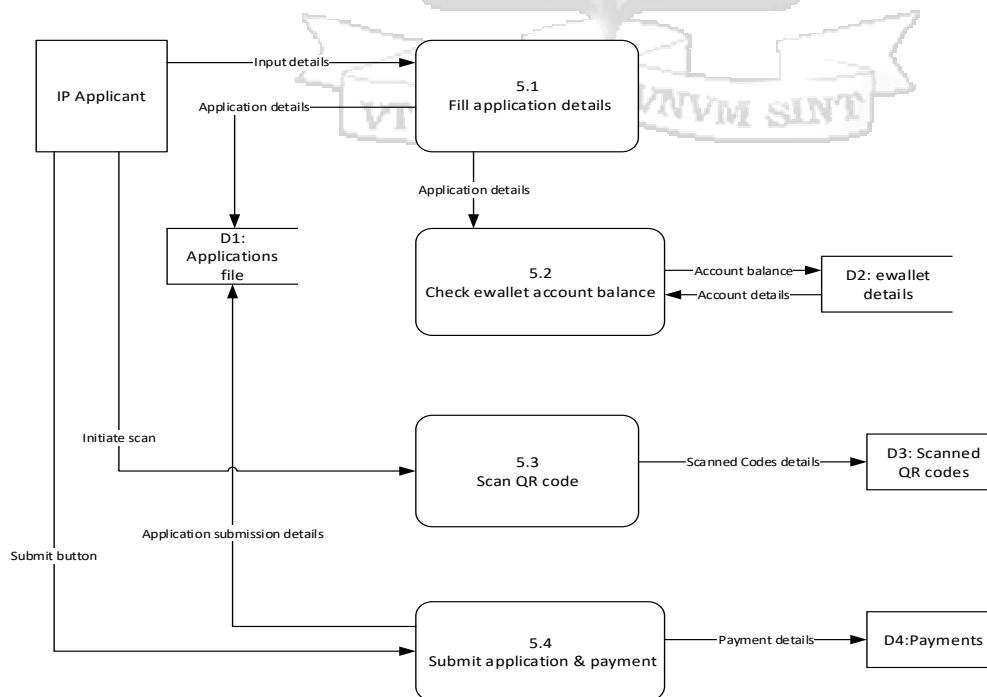 IP Applicant
Input details
5.1
Fill application details
Application details
Application details
D1:
Applications
file
5.2
Check ewallet account balance
Account balance
Account details
D2: ewallet
details
Initiate scan
5.3
Scan QR code
Scanned Codes details
D3: Scanned
QR codes
Application submission details
Submit button
5.4
Submit application & payment
Payment details
D4:Payments
VT
VNVM SINT